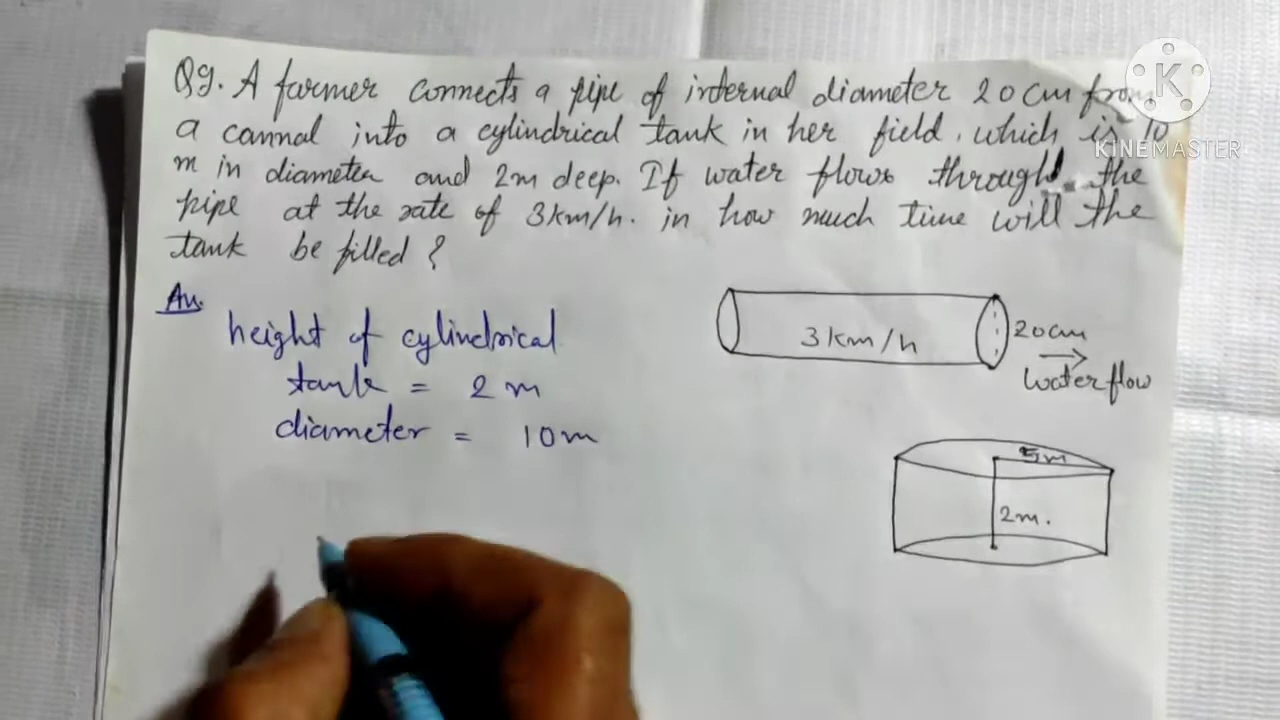 Q9. A farmer connects a pipe of internal diameter 20cm from
a cannal into a cylindrical tank in her field, which is 10
m in diameter and 2m deep. If water flows through the
pipe at the rate of 3km/h. in how much time will the
tank be filled?
Ans.
height of cylindrical
tank = 2 m
diameter = 10m
3km/h
20cm
water flow
5m
2m.
K
KINEMASTER